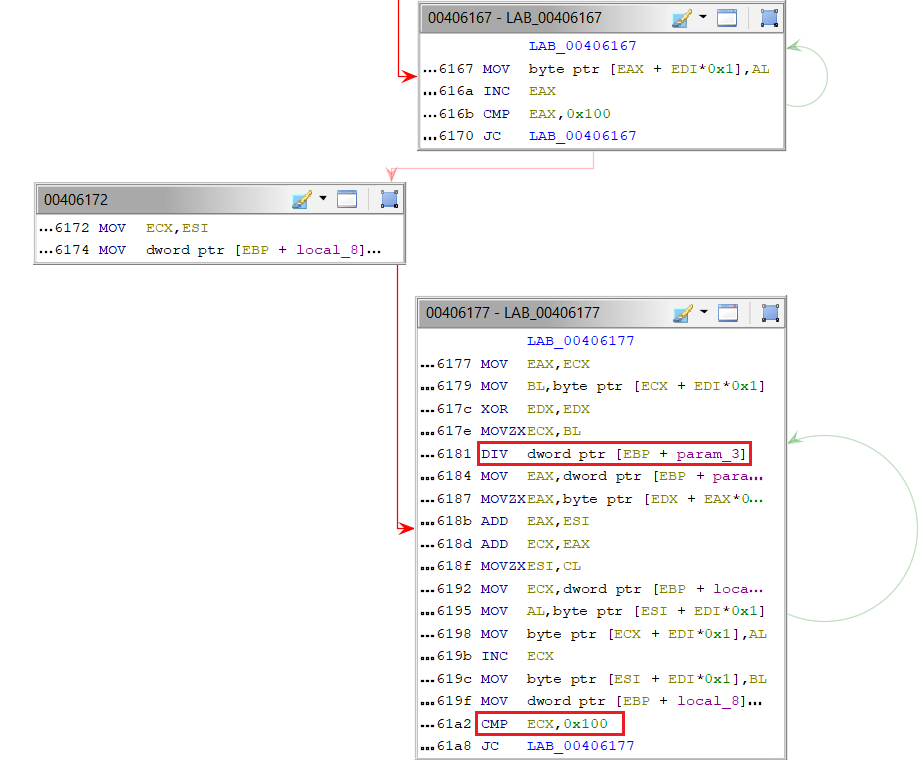 00406167 - LAB_00406167
LAB_00406167
...6167 MOV byte ptr [EAX + EDI*0x1],AL
...616a INC EAX
...616b CMP EAX,0x100
...6170 JC LAB_00406167
00406172
...6172 MOV ECX,ESI
...6174 MOV dword ptr [EBP + local_8]...
00406177 - LAB_00406177
LAB_00406177
...6177 MOV EAX,ECX
...6179 MOV BL,byte ptr [ECX + EDI*0x1]
...617c XOR EDX,EDX
...617e MOVZX ECX,BL
...6181 DIV dword ptr [EBP + param_3]
...6184 MOV EAX,dword ptr [EBP + para...
...6187 MOVZX EAX,byte ptr [EDX + EAX*0...
...618b ADD EAX,ESI
...618d ADD ECX,EAX
...618f MOVZX ESI,CL
...6192 MOV ECX,dword ptr [EBP + loca...
...6195 MOV AL,byte ptr [ESI + EDI*0x1]
...6198 MOV byte ptr [ECX + EDI*0x1],AL
...619b INC ECX
...619c MOV byte ptr [ESI + EDI*0x1],BL
...619f MOV dword ptr [EBP + local_8]...
...61a2 CMP ECX,0x100
...61a8 JC LAB_00406177